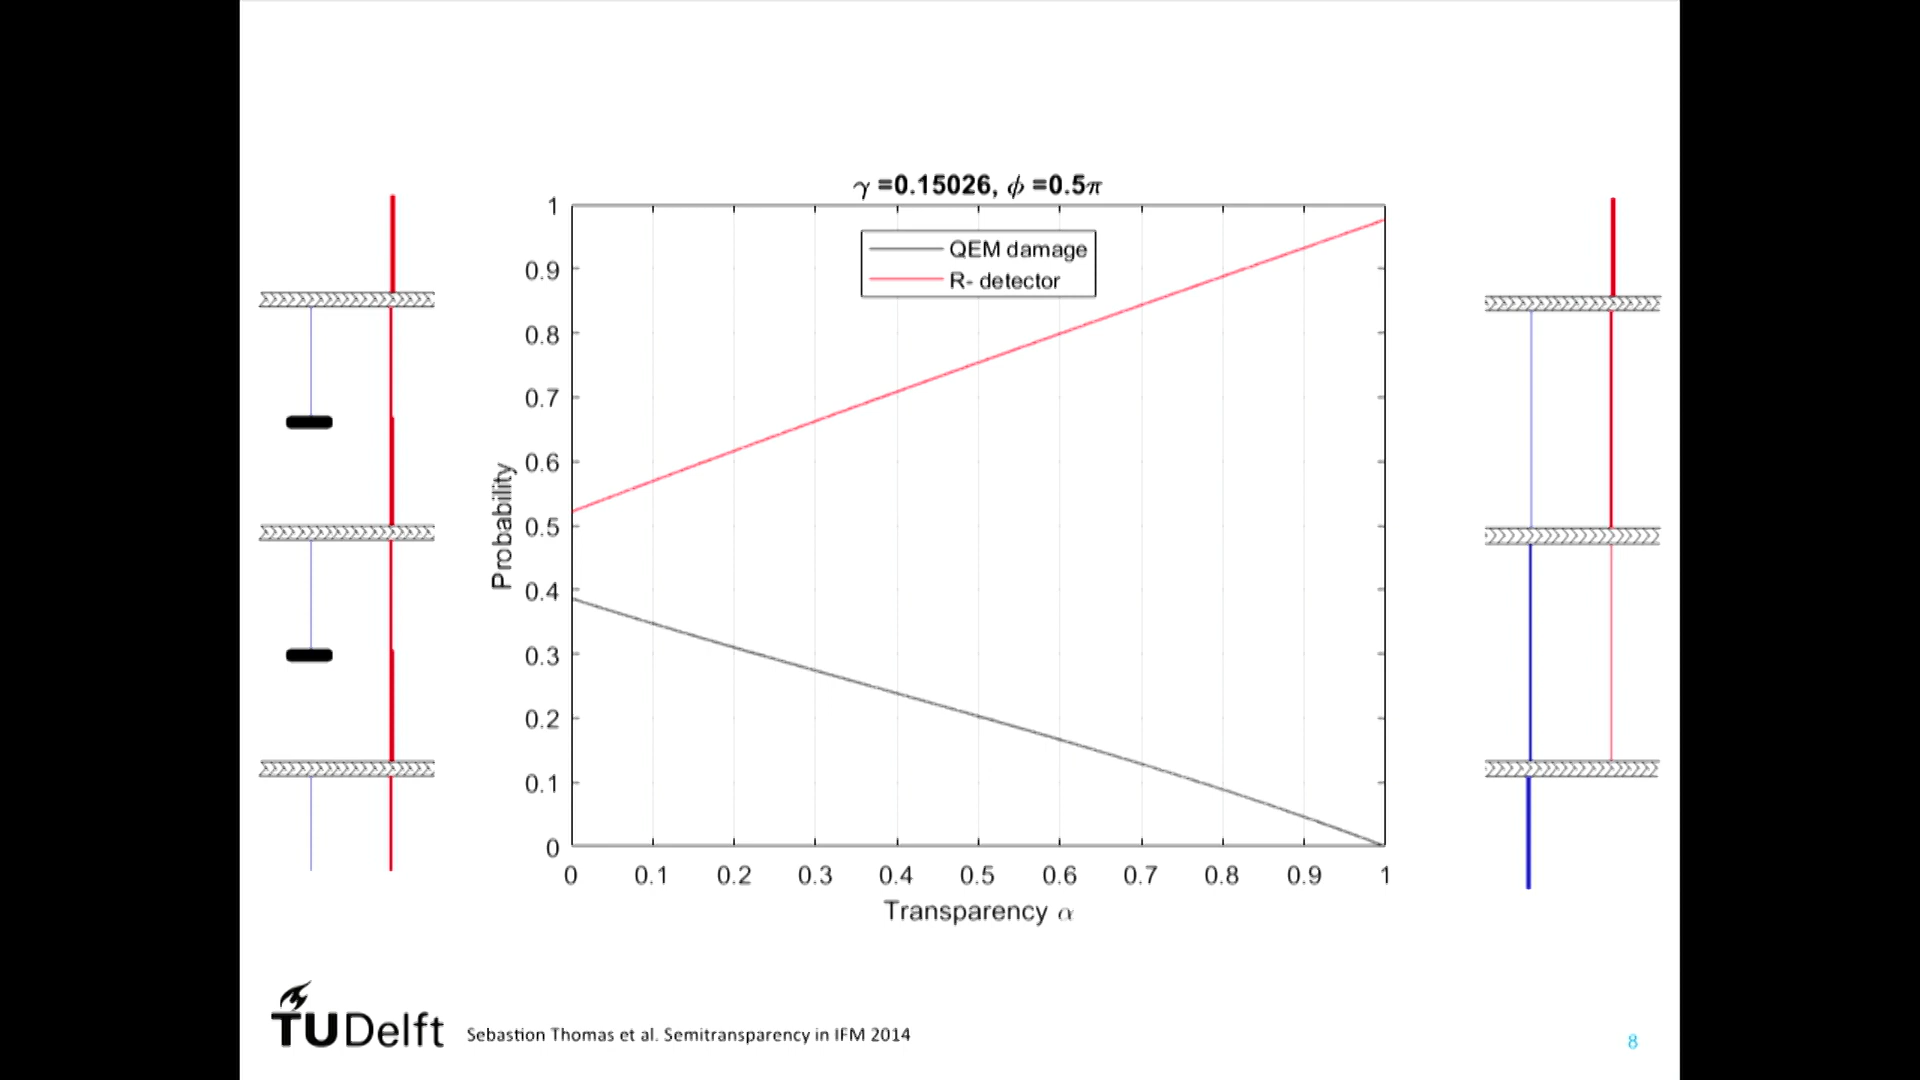 γ =0.15026, ϕ =0.5π
QEM damage
R- detector
Probability
1
0.9
0.8
0.7
0.6
0.5
0.4
0.3
0.2
0.1
0
0 0.1 0.2 0.3 0.4 0.5 0.6 0.7 0.8 0.9 1
Transparency α
TUDelft
Sebastion Thomas et al. Semitransparency in IFM 2014
8